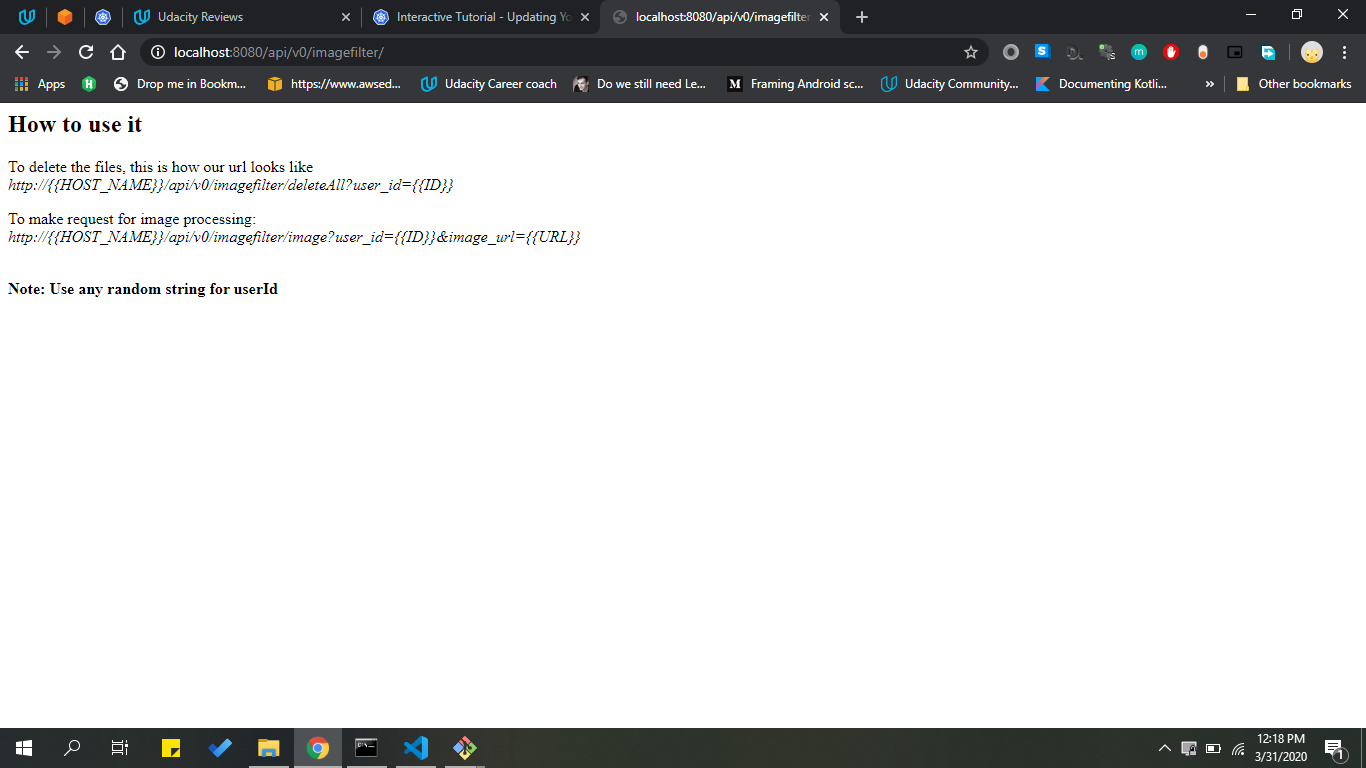 Udacity Reviews
Interactive Tutorial - Updating Yo
localhost:8080/api/v0/imagefilter
localhost:8080/api/v0/imagefilter/
Apps
Drop me in Bookm...
https://www.awsed...
Udacity Career coach
Do we still need Le...
Framing Android sc...
Udacity Community...
Documenting Kotli...
»
Other bookmarks
How to use it
To delete the files, this is how our url looks like
http://{{HOST_NAME}}/api/v0/imagefilter/deleteAll?user_id={{ID}}
To make request for image processing:
http://{{HOST_NAME}}/api/v0/imagefilter/image?user_id={{ID}}&image_url={{URL}}
Note: Use any random string for userId
12:18 PM
3/31/2020
1